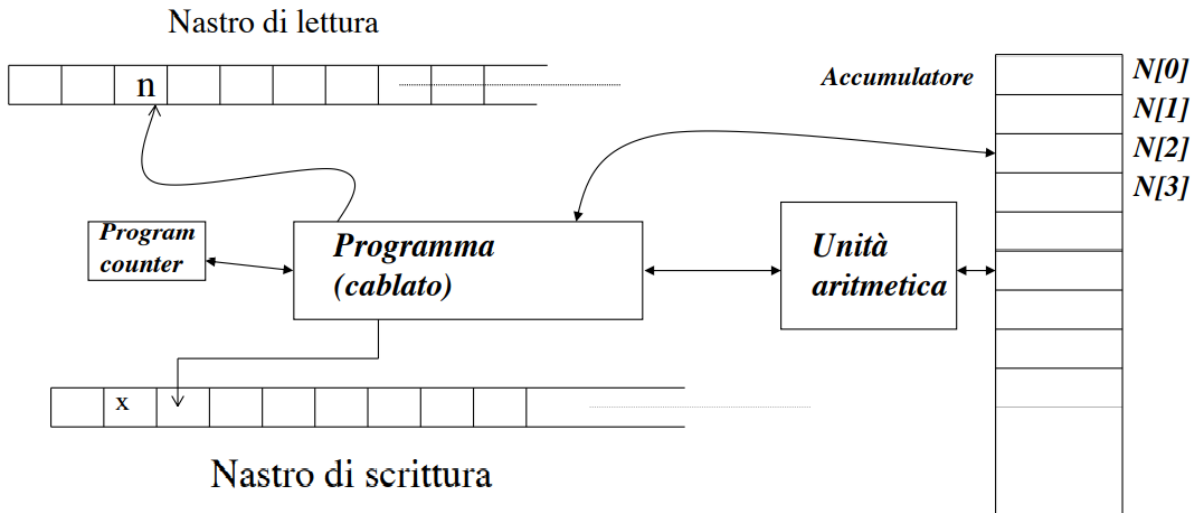 Nastro di lettura
n
Accumulatore
N[0]
N[1]
N[2]
N[3]
Program
counter
Programma
(cablato)
Unità
aritmetica
x
Nastro di scrittura